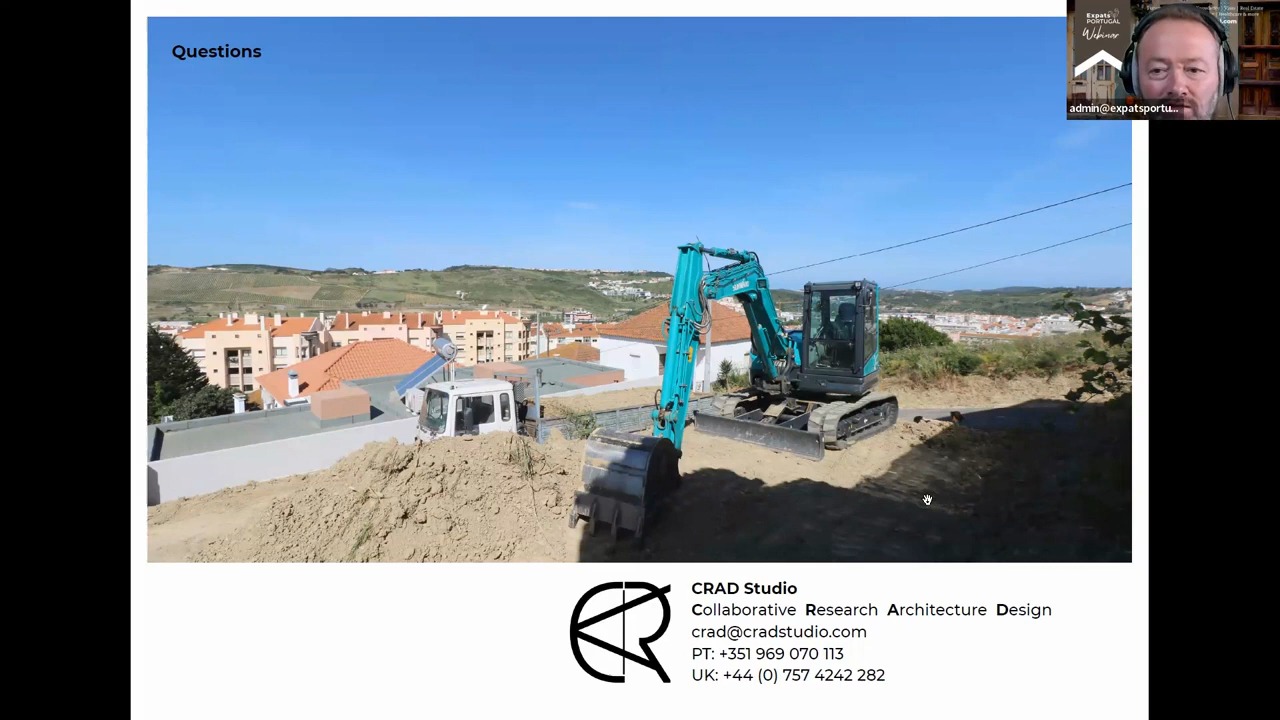 Questions
Expats
PORTUGAL
Webinar
admin@expatsportu...
CRAD Studio
Collaborative Research Architecture Design
crad@cradstudio.com
PT: +351 969 070 113
UK: +44 (0) 757 4242 282